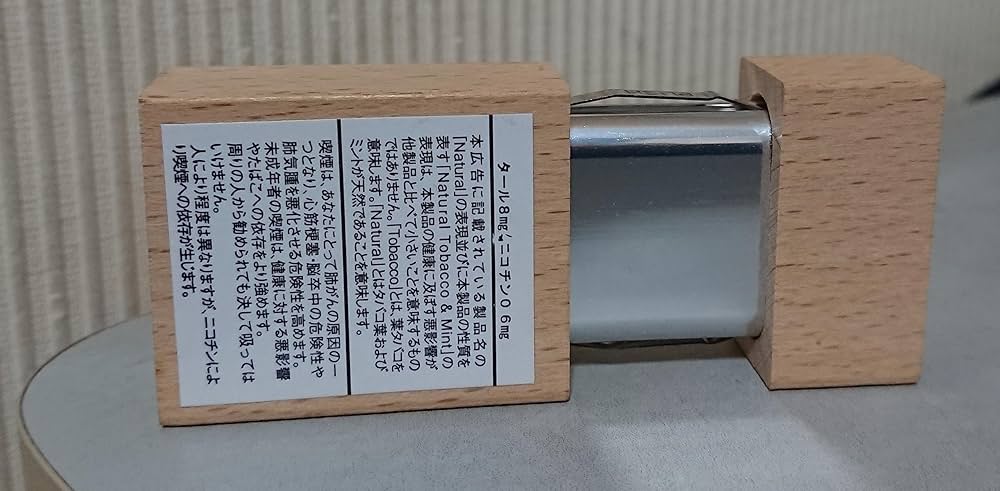 タール8mg/ニコチン0.6mg
本広告に記載されている製品名の
「Natural」の表現並びに本製品の性質を
表す「Natural Tobacco & Mint」の
表現は、本製品の健康に及ぼす悪影響が
他製品と比べて小さいことを意味するもの
ではありません。「Tobacco」とは、葉タバコを
意味します。「Natural」とはタバコ葉および
ミントが天然であることを意味します。
喫煙は、あなたにとって肺がんの原因の一
つとなり、心筋梗塞・脳卒中の危険性や
肺気腫を悪化させる危険性を高めます。
未成年者の喫煙は、健康に対する悪影響
やたばこへの依存をより強めます。
周りの人から勧められても決して吸っては
いけません。
人により程度は異なりますが、ニコチンによ
り喫煙への依存が生じます。